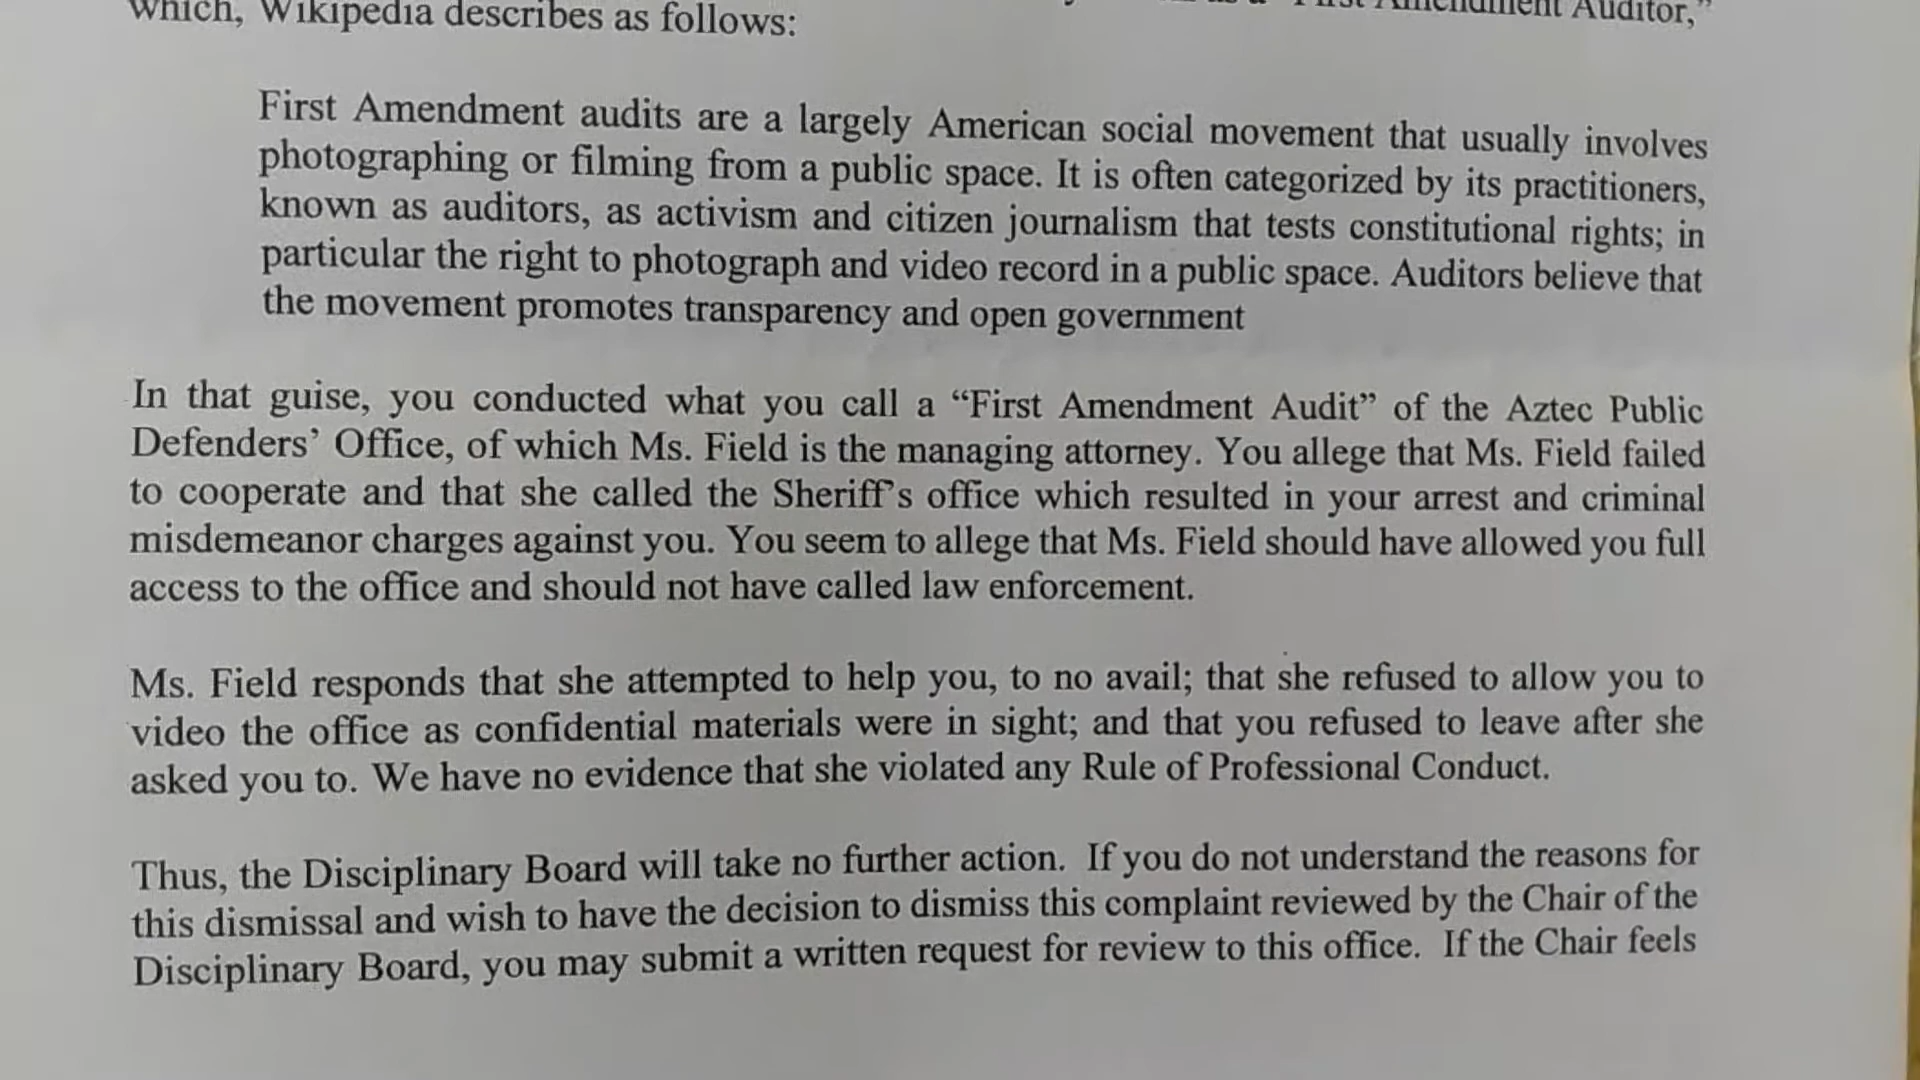 which, Wikipedia describes as follows: First Amendment Auditor,”
First Amendment audits are a largely American social movement that usually involves
photographing or filming from a public space. It is often categorized by its practitioners,
known as auditors, as activism and citizen journalism that tests constitutional rights; in
particular the right to photograph and video record in a public space. Auditors believe that
the movement promotes transparency and open government
In that guise, you conducted what you call a “First Amendment Audit” of the Aztec Public
Defenders’ Office, of which Ms. Field is the managing attorney. You allege that Ms. Field failed
to cooperate and that she called the Sheriff’s office which resulted in your arrest and criminal
misdemeanor charges against you. You seem to allege that Ms. Field should have allowed you full
access to the office and should not have called law enforcement.
Ms. Field responds that she attempted to help you, to no avail; that she refused to allow you to
video the office as confidential materials were in sight; and that you refused to leave after she
asked you to. We have no evidence that she violated any Rule of Professional Conduct.
Thus, the Disciplinary Board will take no further action. If you do not understand the reasons for
this dismissal and wish to have the decision to dismiss this complaint reviewed by the Chair of the
Disciplinary Board, you may submit a written request for review to this office. If the Chair feels